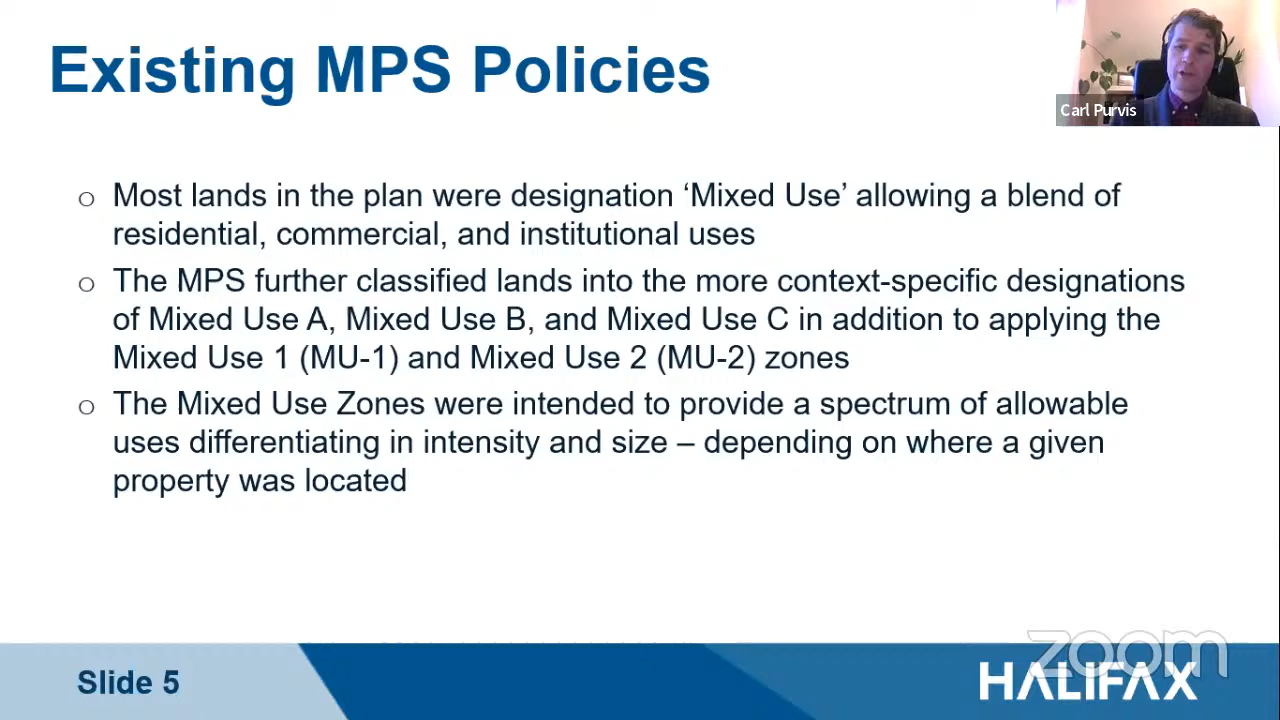 Existing MPS Policies
Carl Purvis
o Most lands in the plan were designation ‘Mixed Use’ allowing a blend of
residential, commercial, and institutional uses
o The MPS further classified lands into the more context-specific designations
of Mixed Use A, Mixed Use B, and Mixed Use C in addition to applying the
Mixed Use 1 (MU-1) and Mixed Use 2 (MU-2) zones
o The Mixed Use Zones were intended to provide a spectrum of allowable
uses differentiating in intensity and size – depending on where a given
property was located
zoom
Slide 5
HALIFAX